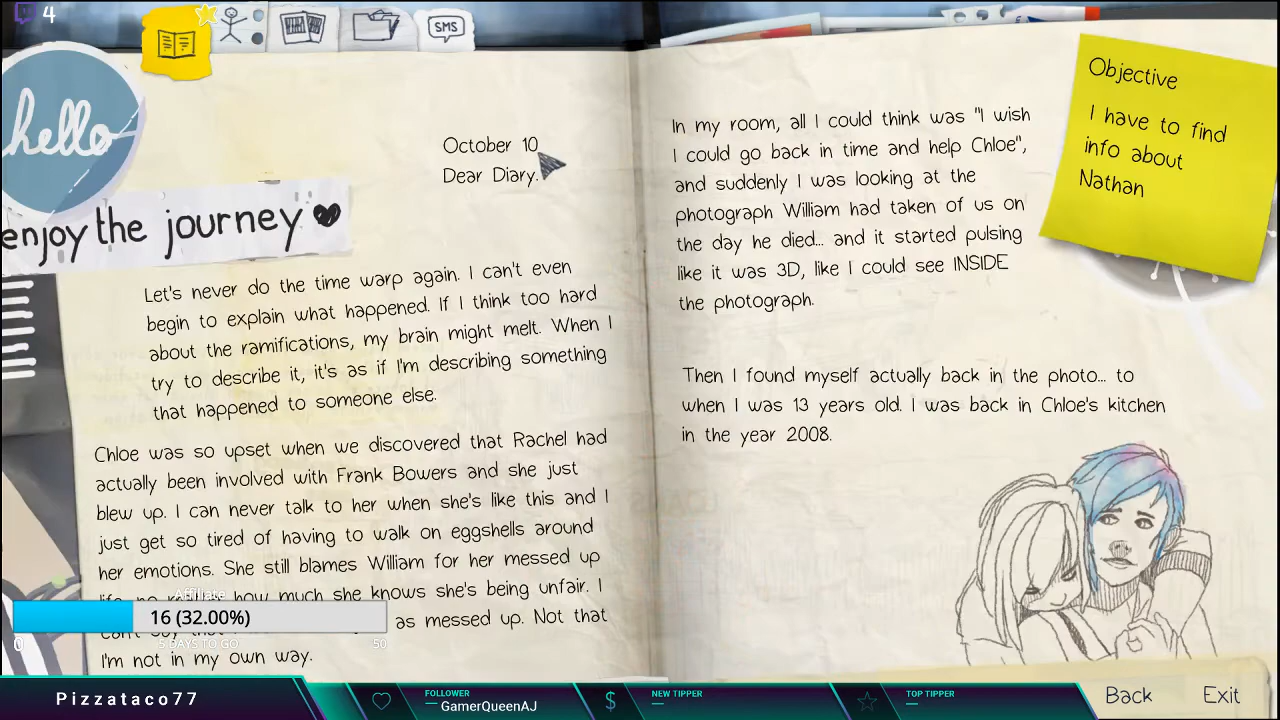 4
SMS
hello
enjoy the journey
October 10
Dear Diary.
Let's never do the time warp again. I can't even
begin to explain what happened. If I think too hard
about the ramifications, my brain might melt. When I
try to describe it, it's as if I'm describing something
that happened to someone else.
Chloe was so upset when we discovered that Rachel had
actually been involved with Frank Bowers and she just
blew up. I can never talk to her when she's like this and I
just get so tired of having to walk on eggshells around
her emotions. She still blames William for her messed up
how much she knows she's being unfair. I
as messed up. Not that
I'm not in my own way.
In my room, all I could think was "I wish
I could go back in time and help Chloe",
and suddenly I was looking at the
photograph William had taken of us on
the day he died... and it started pulsing
like it was 3D, like I could see INSIDE
the photograph.
Then I found myself actually back in the photo... to
when I was 13 years old. I was back in Chloe's kitchen
in the year 2008.
Objective
I have to find
info about
Nathan
Affiliate
16 (32.00%)
0
5 DAYS TO GO
50
Pizzataco77
FOLLOWER
GamerQueenAJ
NEW TIPPER
TOP TIPPER
Back
Exit